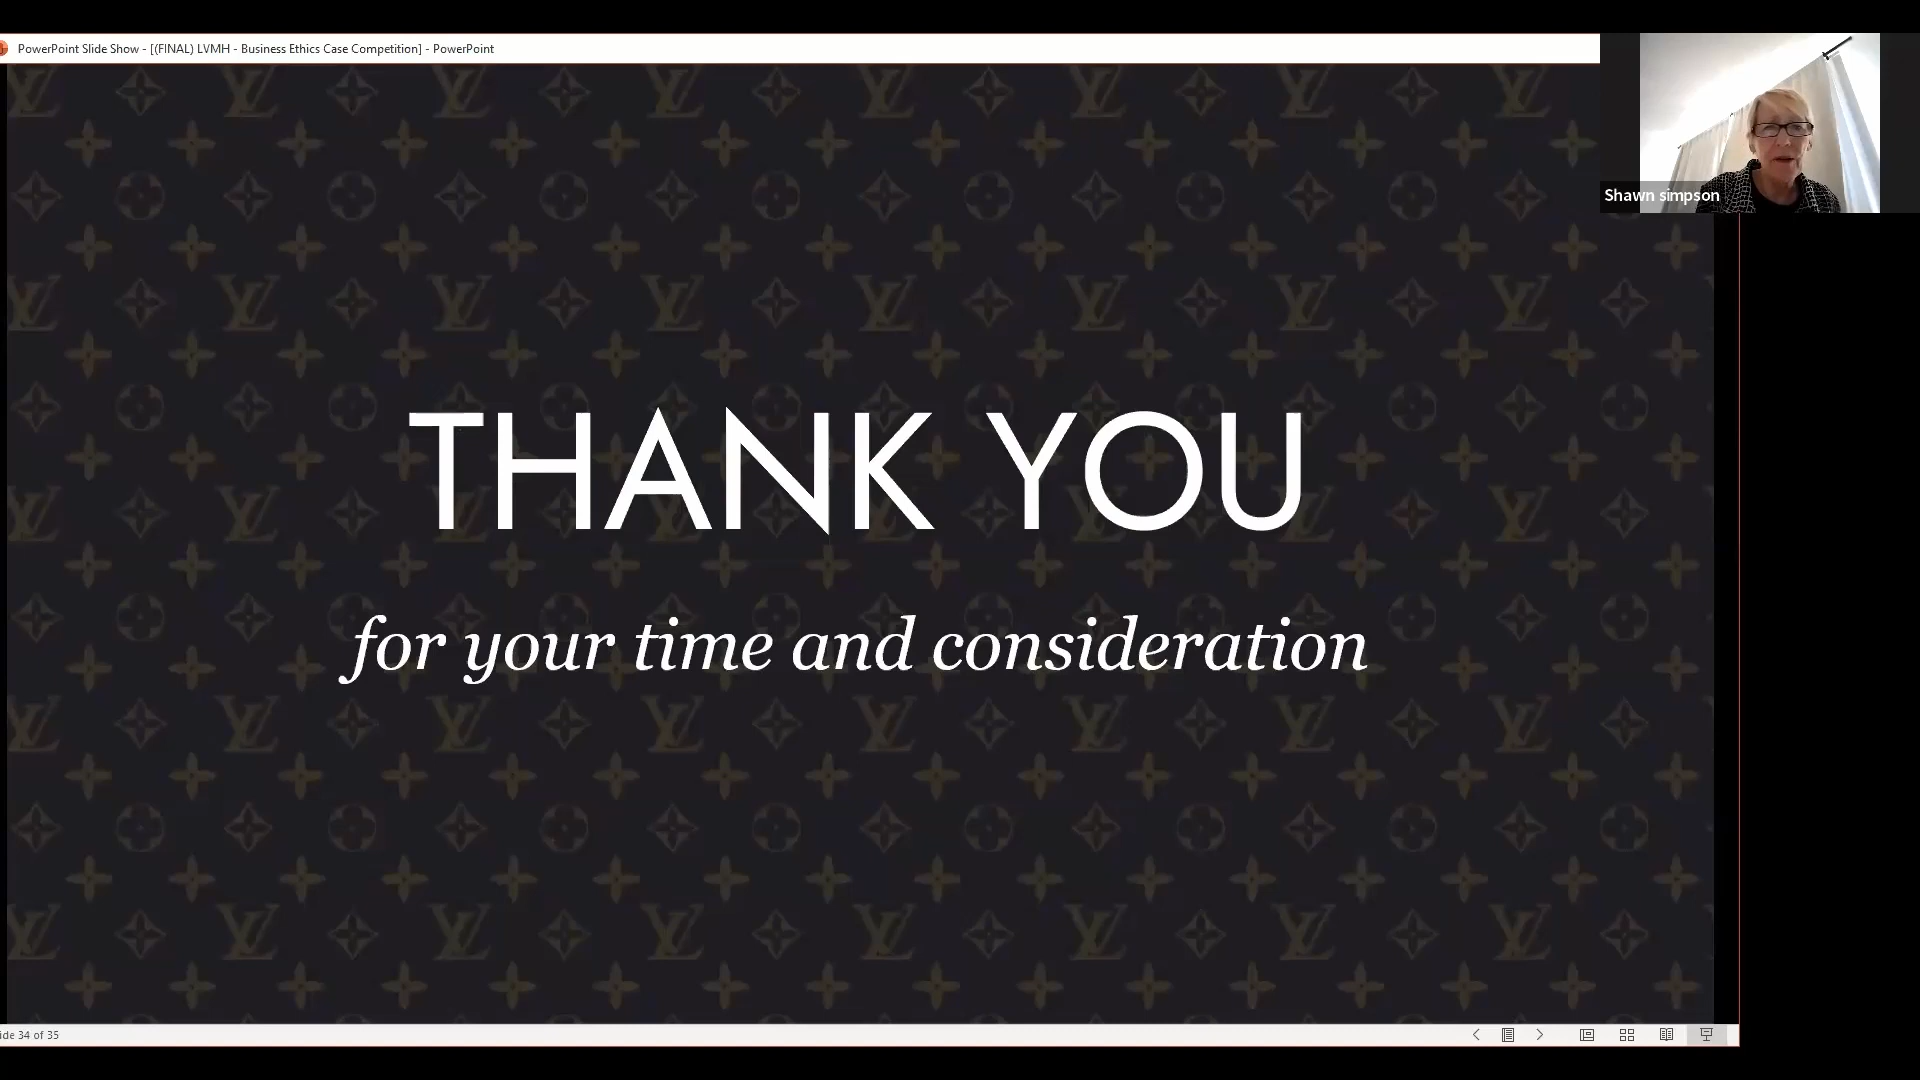 PowerPoint Slide Show - [(FINAL) LVMH - Business Ethics Case Competition] - PowerPoint
Shawn simpson
THANK YOU
for your time and consideration
ide 34 of 35